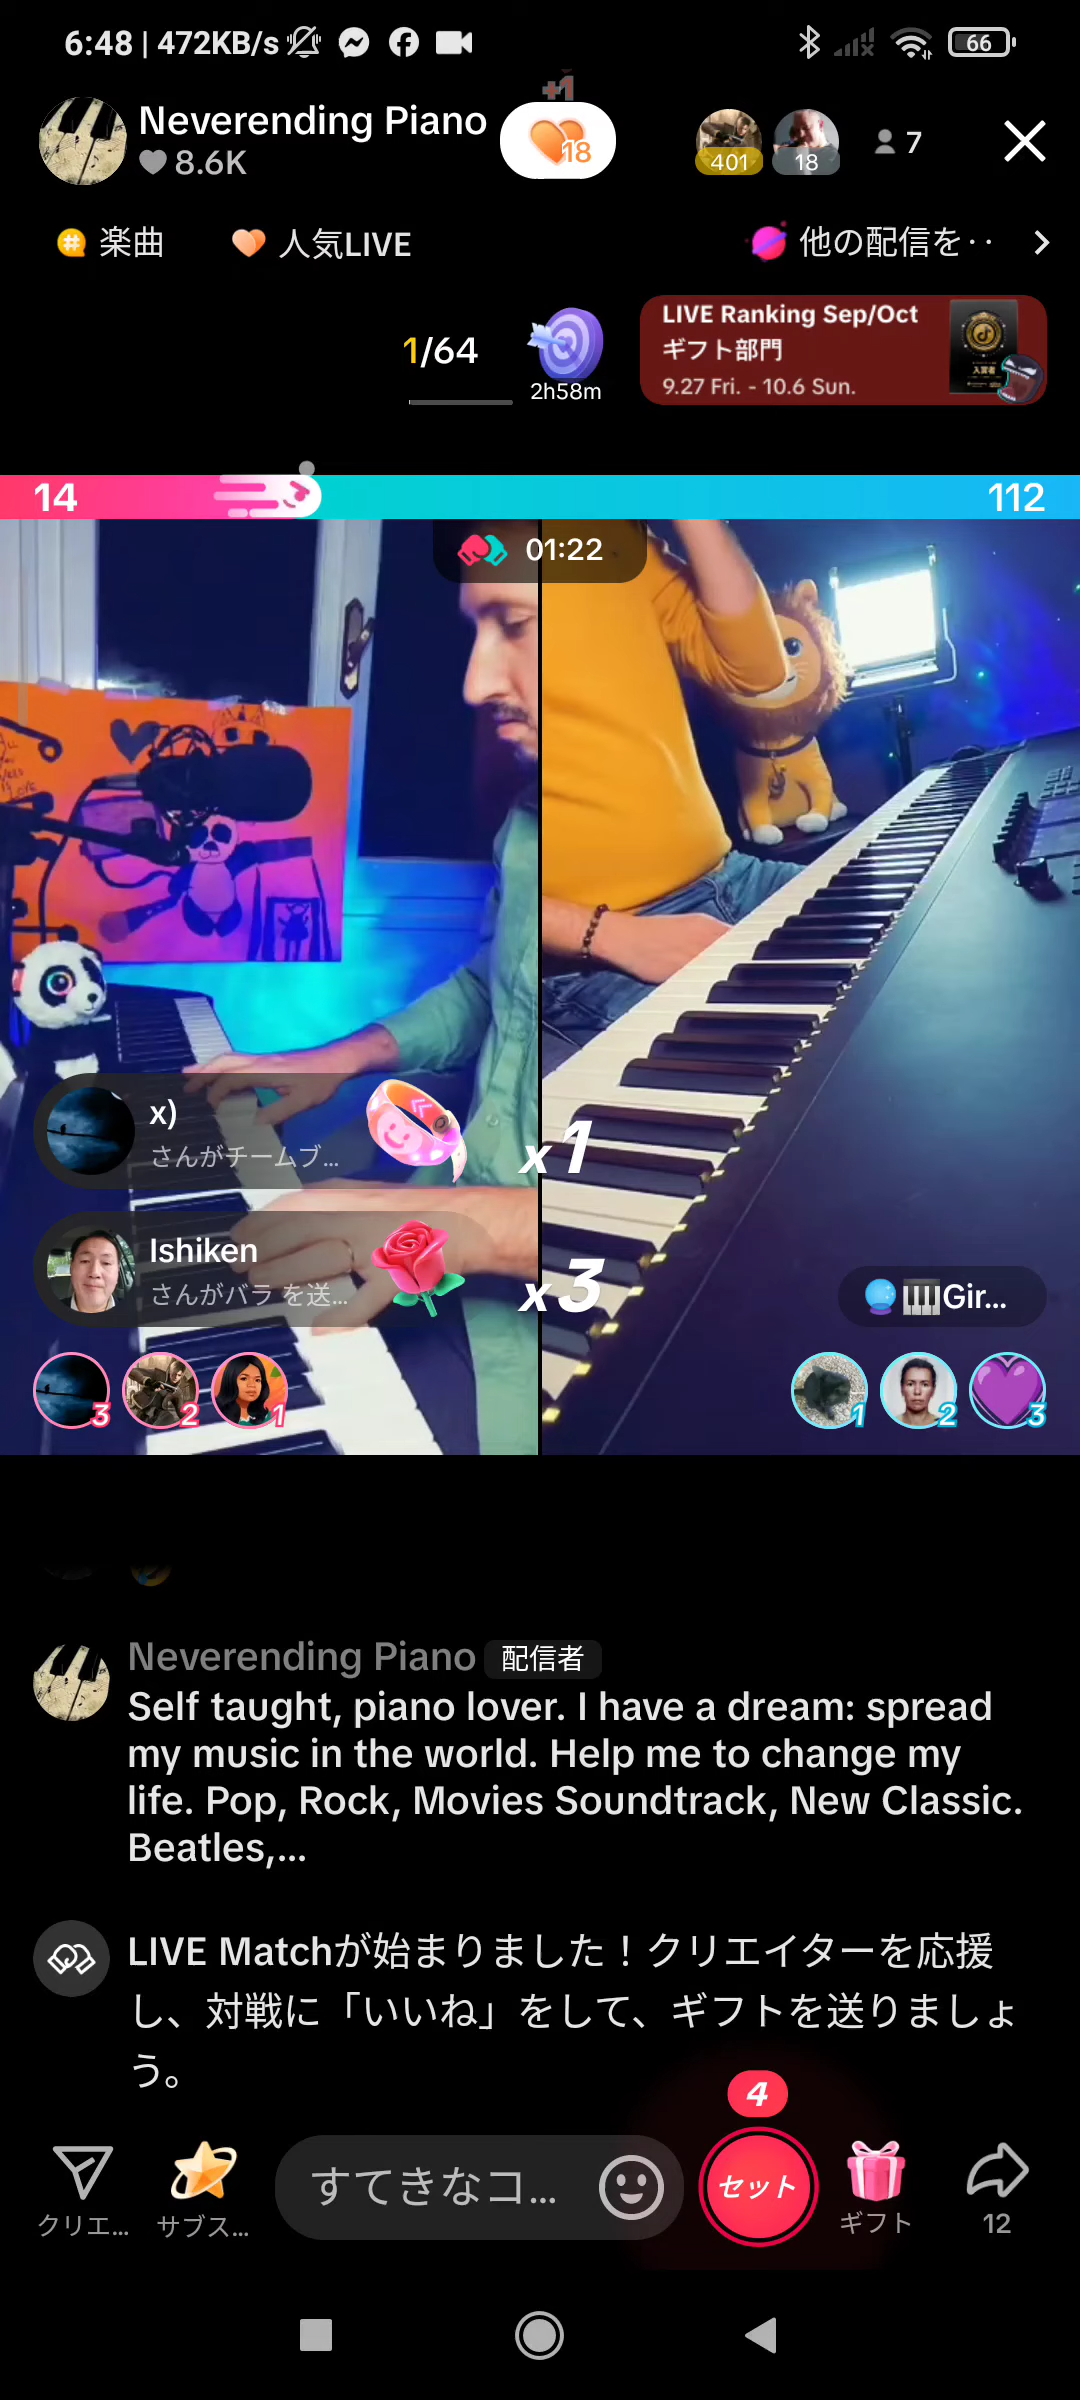 6:48 | 472KB/s
66
+1
Neverending Piano
8.6K
18
401
18
7
楽曲
人気LIVE
他の配信を‥
1/64
2h58m
LIVE Ranking Sep/Oct
ギフト部門
9.27 Fri. - 10.6 Sun.
入賞者
14
112
01:22
x)
さんがチームブ...
x1
Ishiken
さんがバラ を送...
x3
Gir...
3
2
1
1
2
3
Neverending Piano 配信者
Self taught, piano lover. I have a dream: spread
my music in the world. Help me to change my
life. Pop, Rock, Movies Soundtrack, New Classic.
Beatles,...
LIVE Matchが始まりました！クリエイターを応援
し、対戦に「いいね」をして、ギフトを送りましょ
う。
4
すてきなコ...
セット
クリエ...
サブス...
ギフト
12